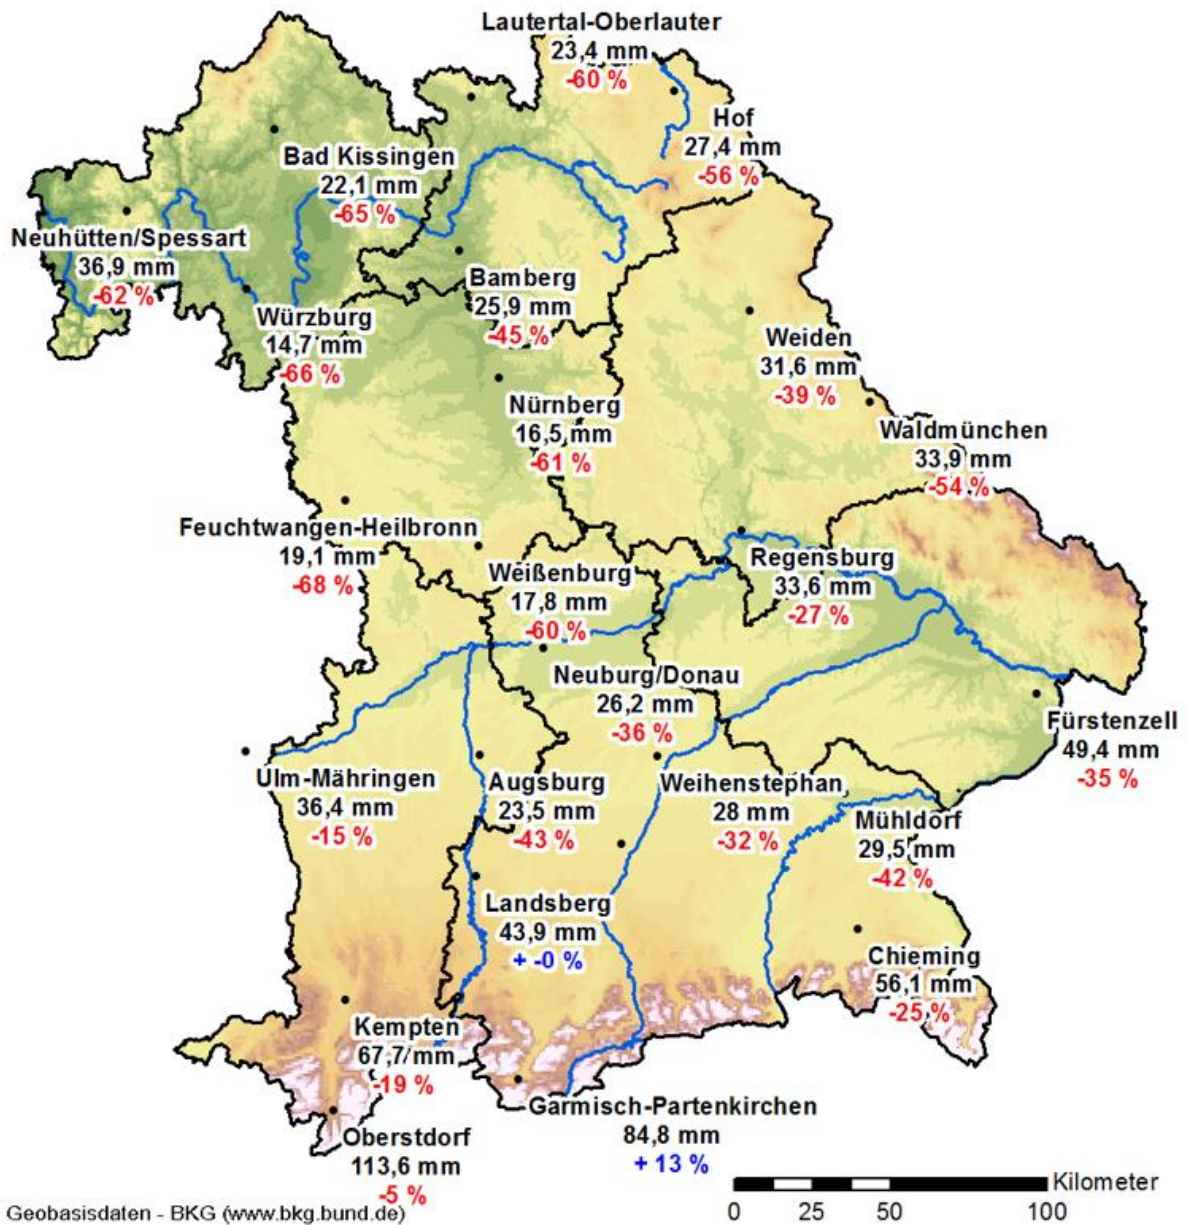 Lautertal-Oberlauter
23,4 mm
-60 %
Hof
27,4 mm
-56 %
Bad Kissingen
22,1 mm
-65 %
Neuhütten/Spessart
36,9 mm
-62 %
Bamberg
25,9 mm
-45 %
Würzburg
14,7 mm
-66 %
Weiden
31,6 mm
-39 %
Nürnberg
16,5 mm
-61 %
Waldmünchen
33,9 mm
-54 %
Feuchtwangen-Heilbronn
19,1 mm
-68 %
Weißenburg
17,8 mm
-60 %
Regensburg
33,6 mm
-27 %
Neuburg/Donau
26,2 mm
-36 %
Fürstenzell
49,4 mm
-35 %
Ulm-Mähringen
36,4 mm
-15 %
Augsburg
23,5 mm
-43 %
Weihenstephan
28 mm
-32 %
Mühldorf
29,5 mm
-42 %
Landsberg
43,9 mm
+ -0 %
Chieming
56,1 mm
-25 %
Kempten
67,7 mm
-19 %
Garmisch-Partenkirchen
84,8 mm
+ 13 %
Oberstdorf
113,6 mm
-5 %
Kilometer
0 25 50 100
Geobasisdaten - BKG (www.bkg.bund.de)